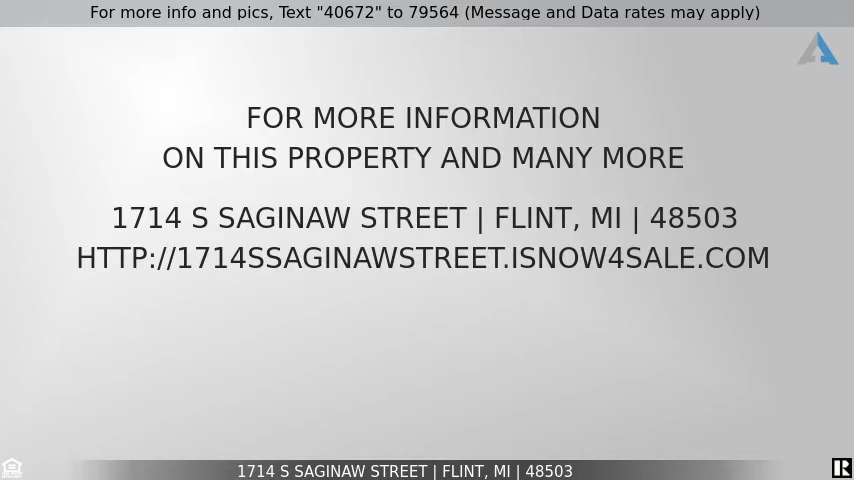 For more info and pics, Text "40672" to 79564 (Message and Data rates may apply)
FOR MORE INFORMATION
ON THIS PROPERTY AND MANY MORE
1714 S SAGINAW STREET | FLINT, MI | 48503
HTTP://1714SSAGINAWSTREET.ISNOW4SALE.COM
1714 S SAGINAW STREET | FLINT, MI | 48503